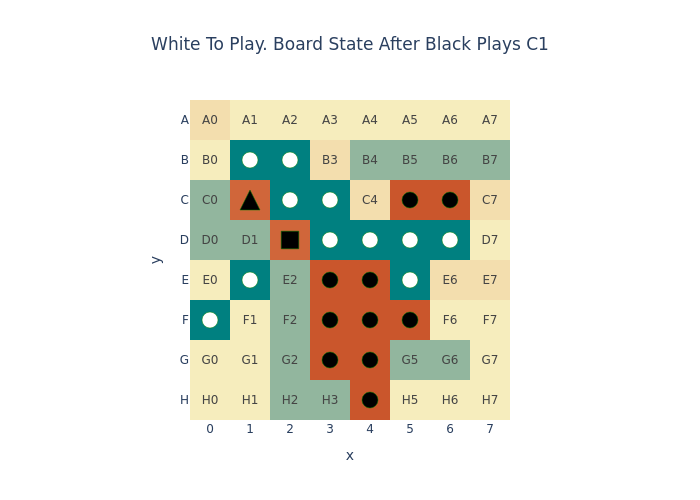 White To Play. Board State After Black Plays C1
A A0 A1 A2 A3 A4 A5 A6 A7
B B0 B3 B4 B5 B6 B7
C C0 C4 C7
D D0 D1 D7
E E0 E2 E6 E7
F F1 F2 F6 F7
G G0 G1 G2 G5 G6 G7
H H0 H1 H2 H3 H5 H6 H7
0 1 2 3 4 5 6 7
x
y